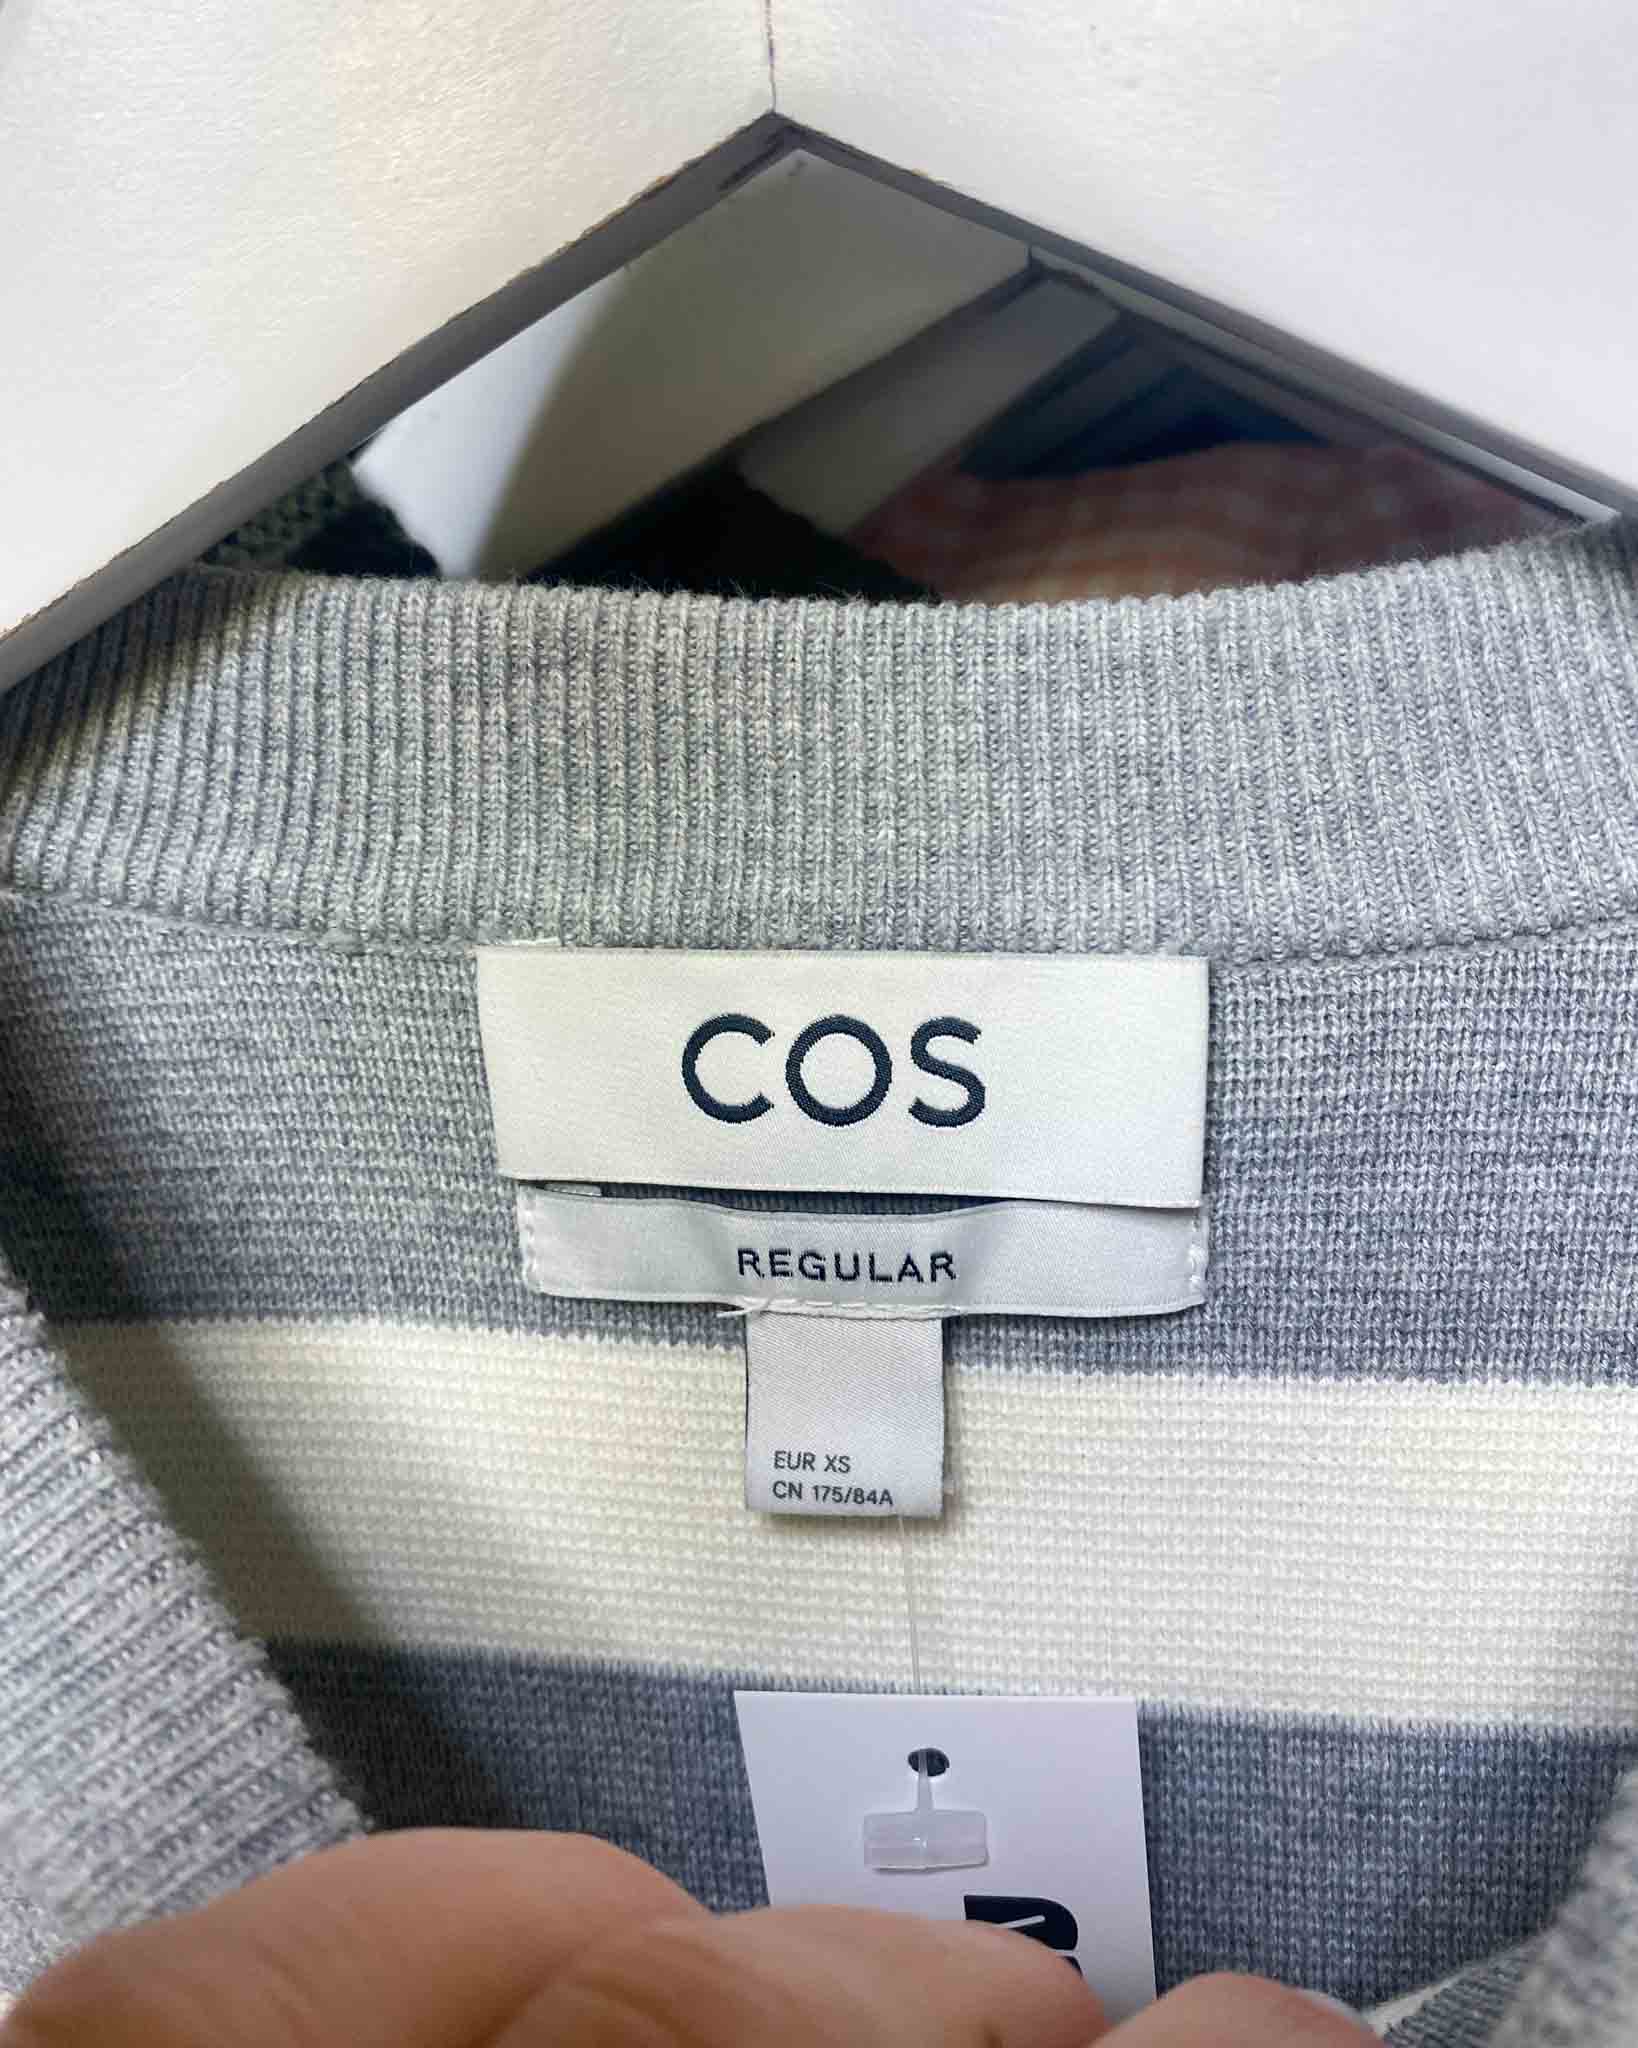 COS
REGULAR
EUR XS
CN 175/84A